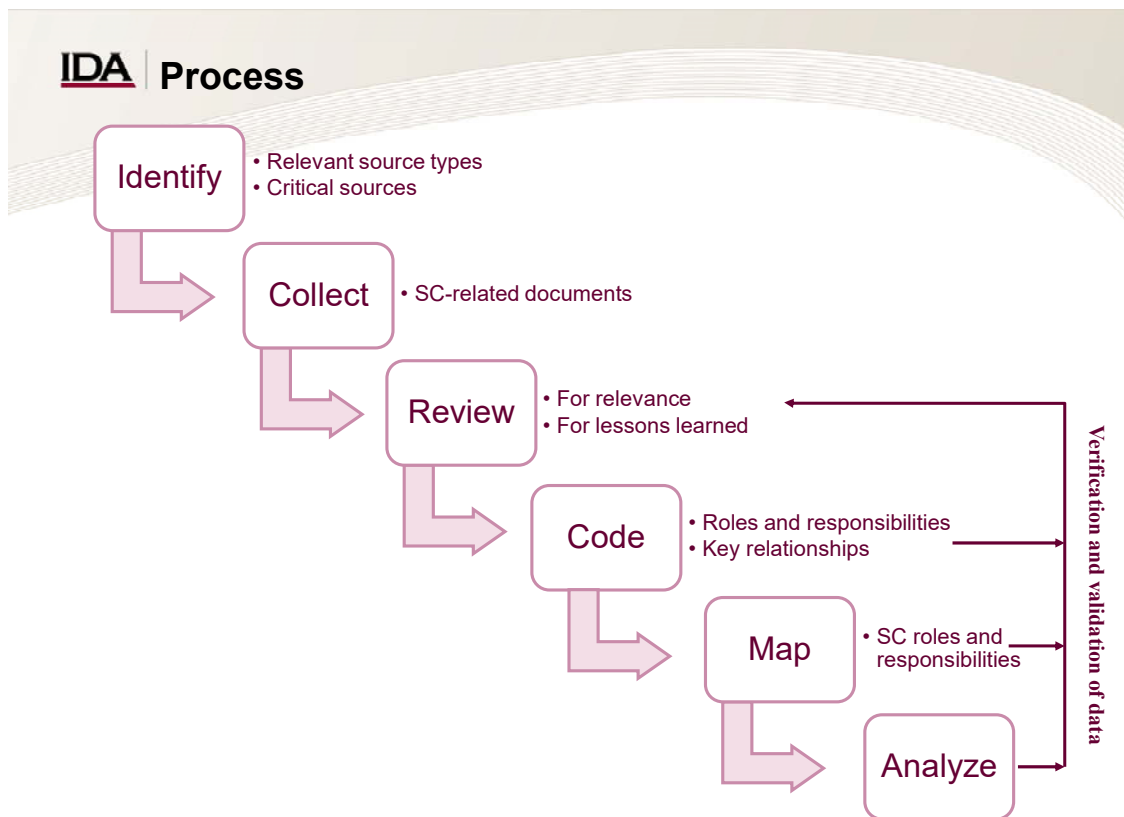 IDA Process
Identify
• Relevant source types
• Critical sources
Collect
• SC-related documents
Review
• For relevance
• For lessons learned
Code
• Roles and responsibilities
• Key relationships
Map
• SC roles and
responsibilities
Analyze
Verification and validation of data